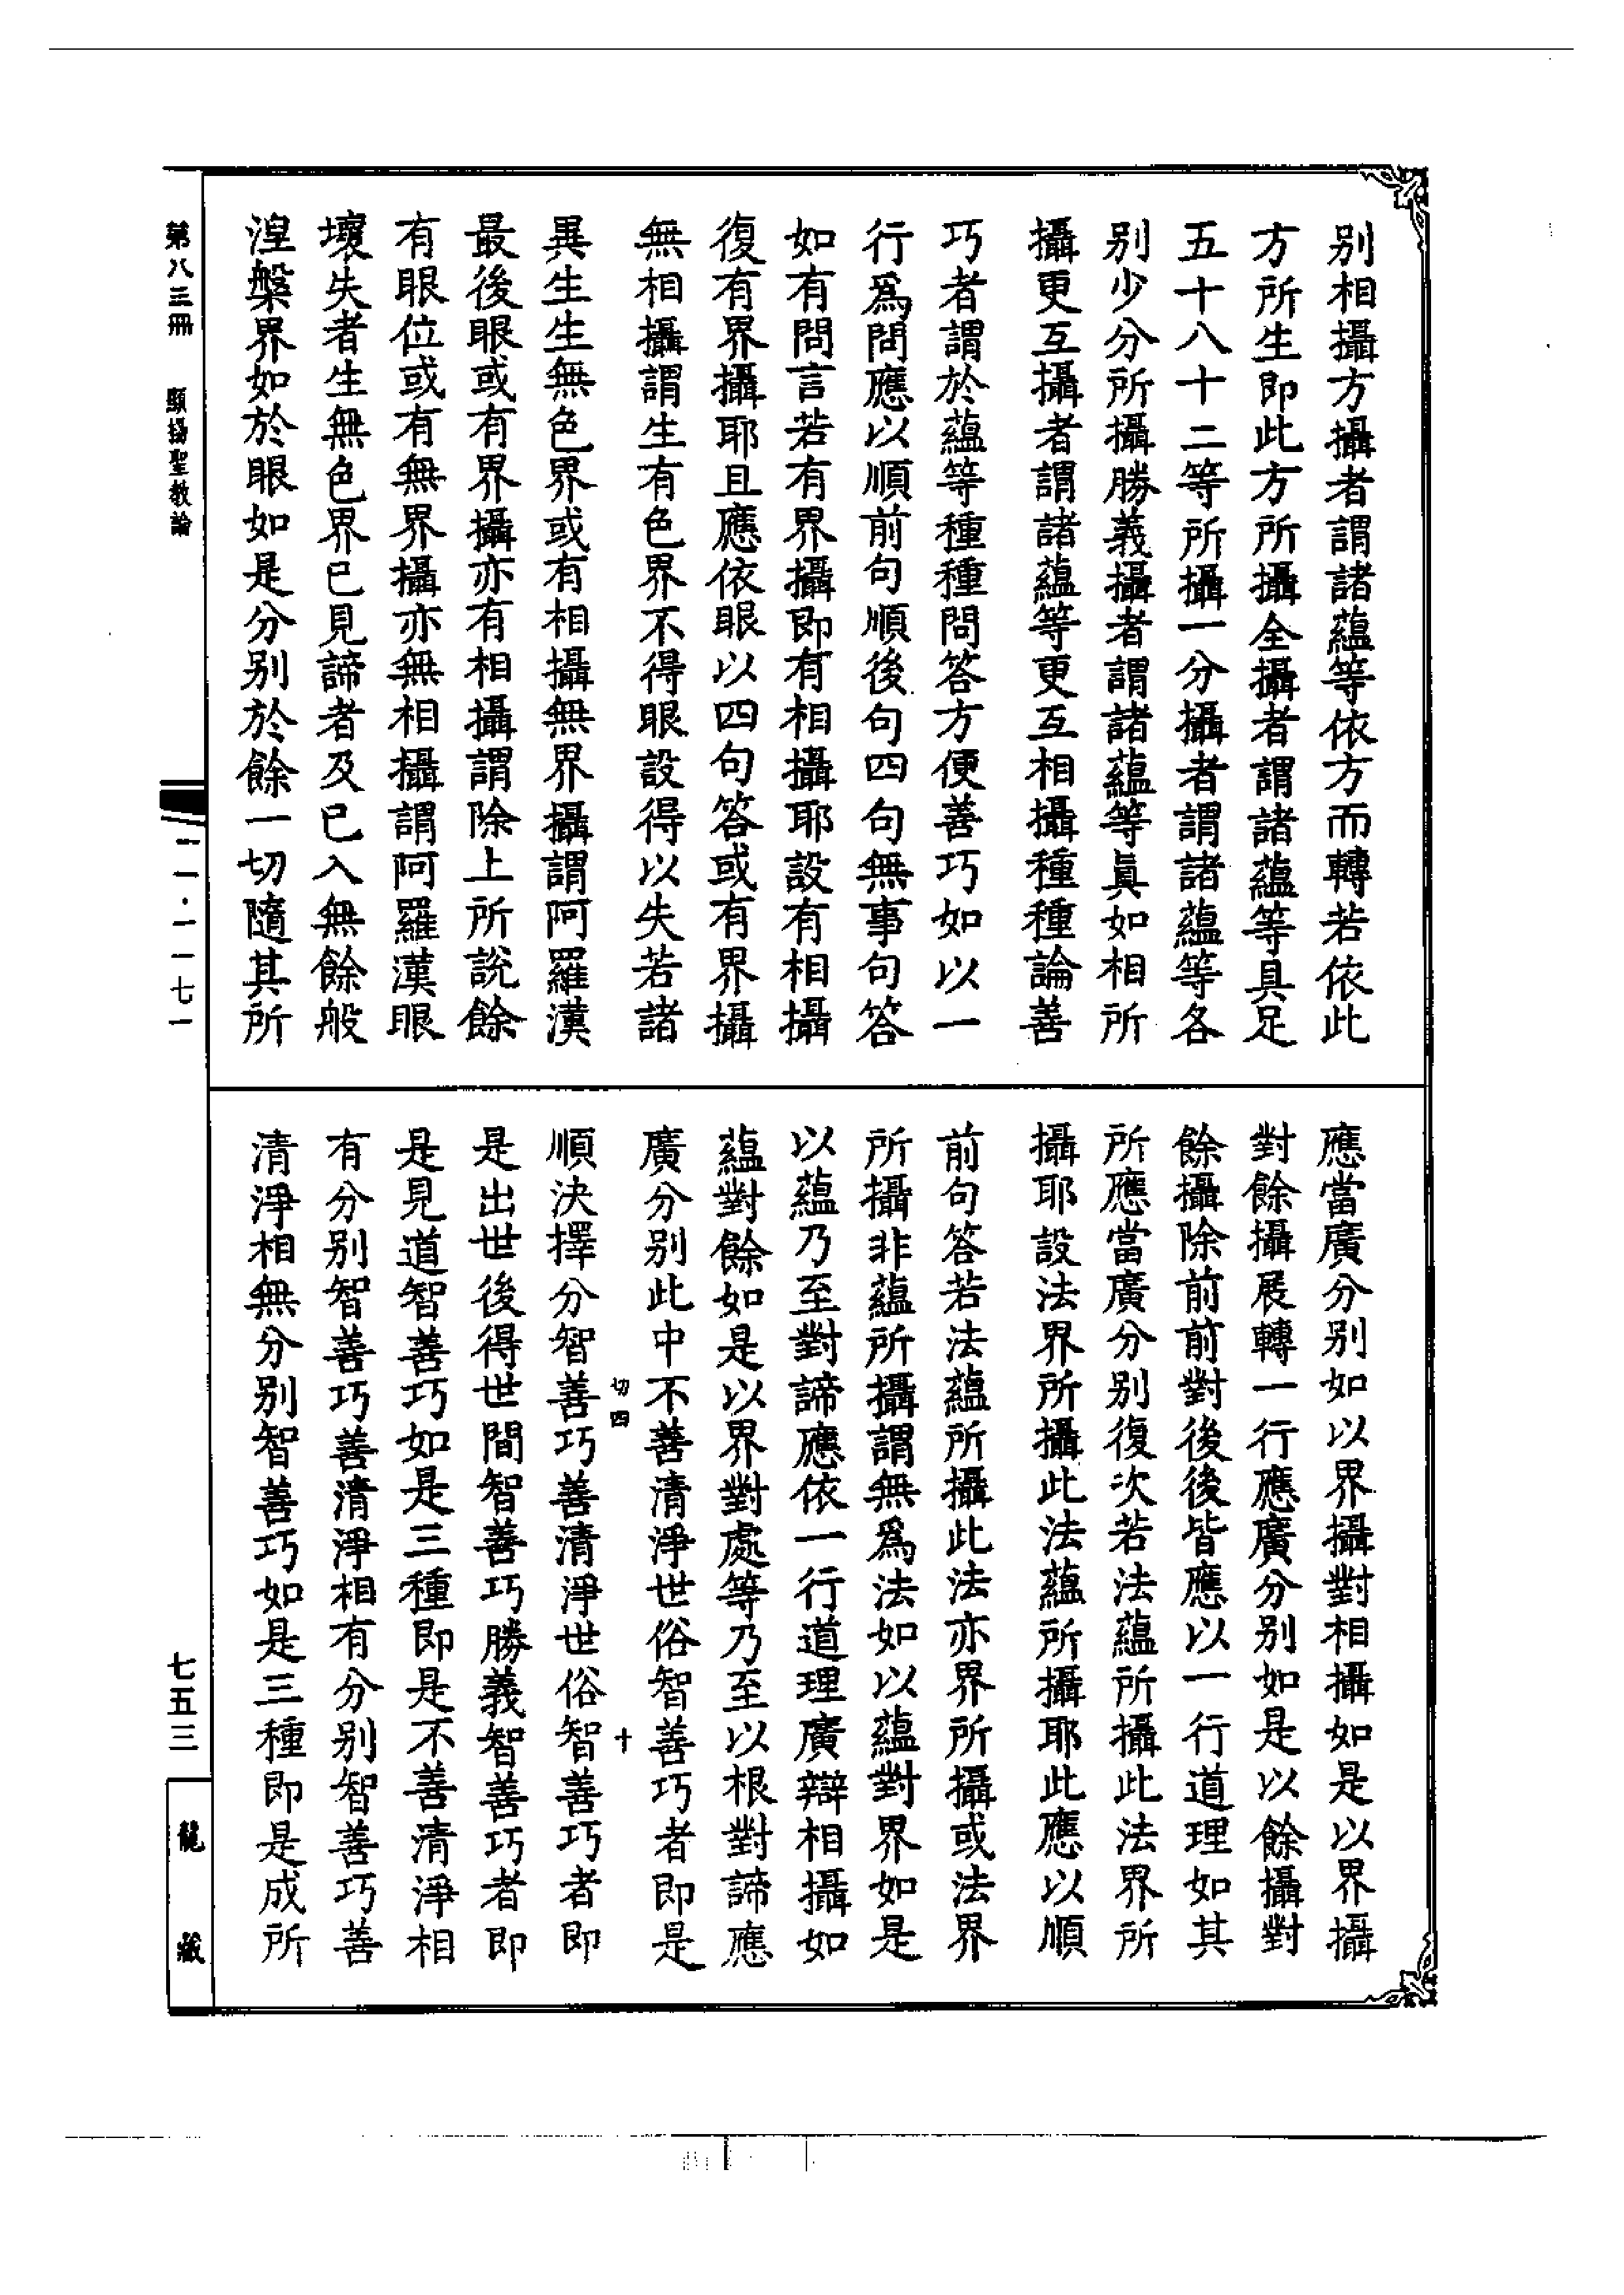 別相攝方攝者謂諸蘊等依方而轉若依此
方所生即此方所攝全攝者謂諸蘊等具足
五十八十二等所攝一分攝者謂諸蘊等各
別少分所攝勝義攝者謂諸蘊等眞如相所
攝更互攝者謂諸蘊等更互相攝種種論善
巧者謂於蘊等種種問答方便善巧如以一
行爲問應以順前句順後句四句無事句答
如有問言若有界攝即有相攝耶設有相攝
復有界攝耶且應依眼以四句答或有界攝
無相攝謂生有色界不得眼設得以失若諸
異生生無色界或有相攝無界攝謂阿羅漢
最後眼或有界攝亦有相攝謂除上所說餘
有眼位或有無界攝亦無相攝謂阿羅漢眼
壞失者生無色界已見諦者及已入無餘般
涅槃界如於眼如是分別於餘一切隨其所
應當廣分別如以界攝對相攝如是以界攝
對餘攝展轉一行應廣分別如是以餘攝對
餘攝除前前對後後皆應以一行道理如其
所應當廣分別復次若法蘊所攝此法界所
攝耶設法界所攝此法蘊所攝耶此應以順
前句答若法蘊所攝此法亦界所攝或法界
所攝非蘊所攝謂無爲法如以蘊對界如是
以蘊乃至對諦應依一行道理廣辯相攝如
蘊對餘如是以界對處等乃至以根對諦應
廣分別此中不善清淨世俗智善巧者即是
切四
十
順決擇分智善巧善清淨世俗智善巧者即
是出世後得世間智善巧勝義智善巧者即
是見道智善巧如是三種即是不善清淨相
有分別智善巧善清淨相有分別智善巧善
清淨相無分別智善巧如是三種即是成所
第八三冊
顯揚聖教論
一一·一一七一
七五三
龍藏